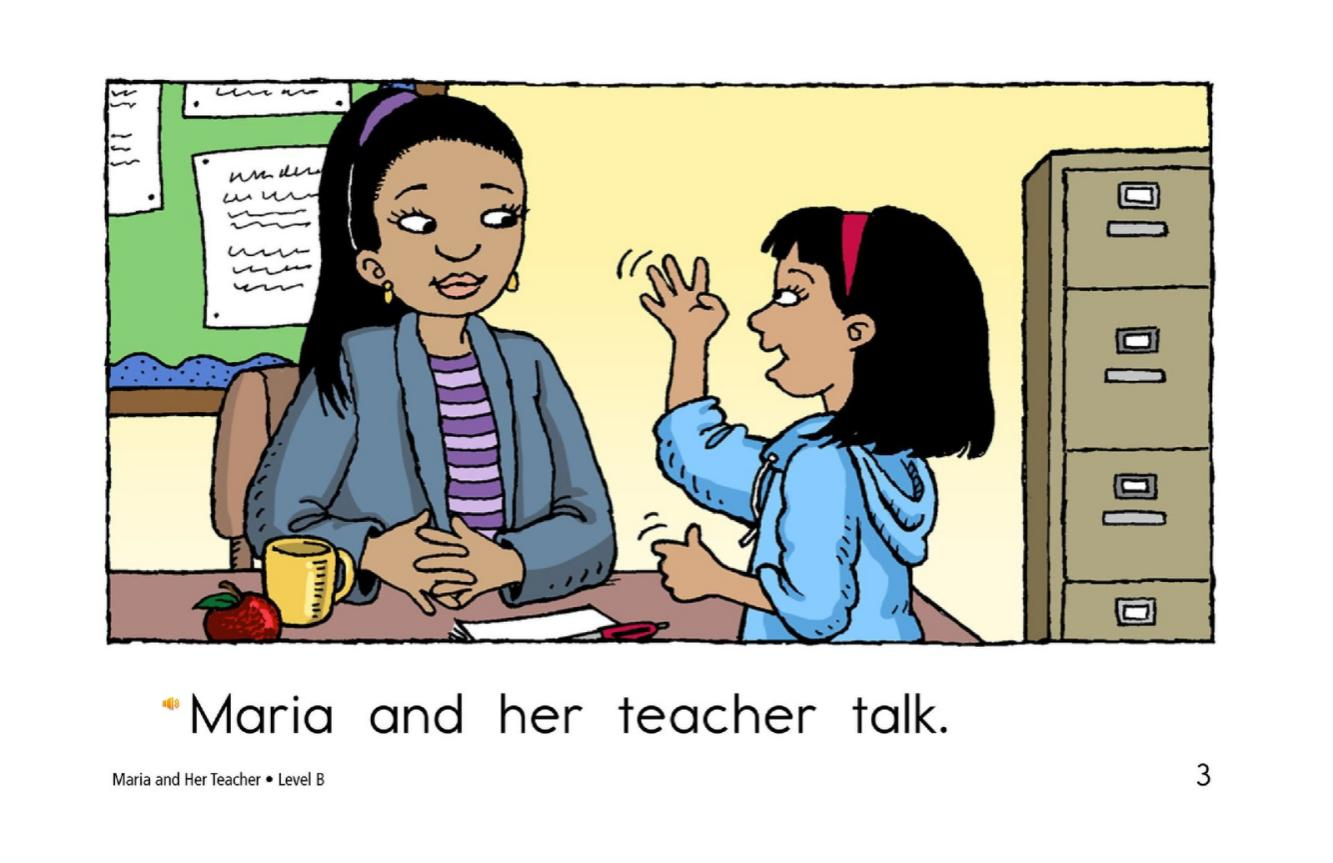 Maria and her teacher talk.
Maria and Her Teacher • Level B
3